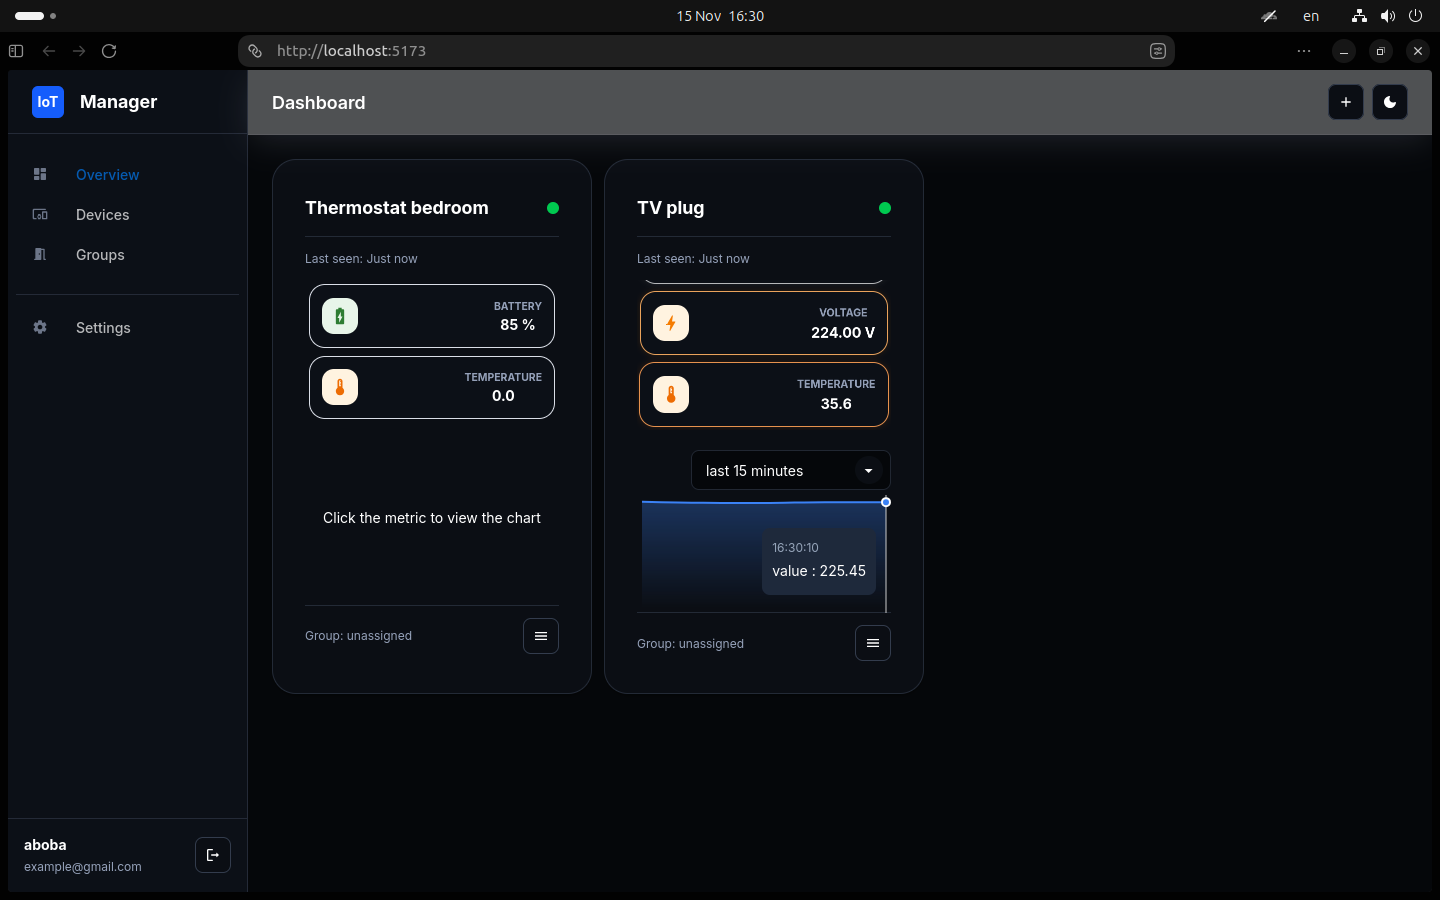 15 Nov 16:30
en
http://localhost:5173
IoT Manager
Dashboard
Overview
Devices
Groups
Settings
Thermostat bedroom
Last seen: Just now
BATTERY
85 %
TEMPERATURE
0.0
Click the metric to view the chart
Group: unassigned
TV plug
Last seen: Just now
VOLTAGE
224.00 V
TEMPERATURE
35.6
last 15 minutes
16:30:10
value : 225.45
Group: unassigned
aboba
example@gmail.com